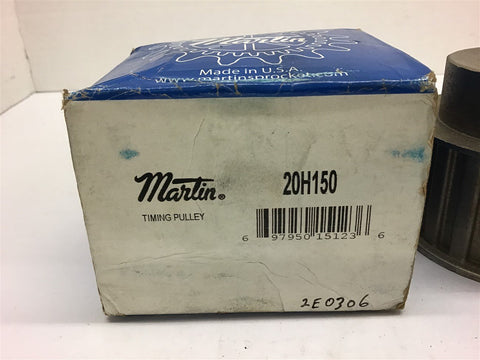 Martin
Made in U.S.A.
www.martinsprocket.com
Martin®
20H150
TIMING PULLEY
6 97950 15123 6
2E0306